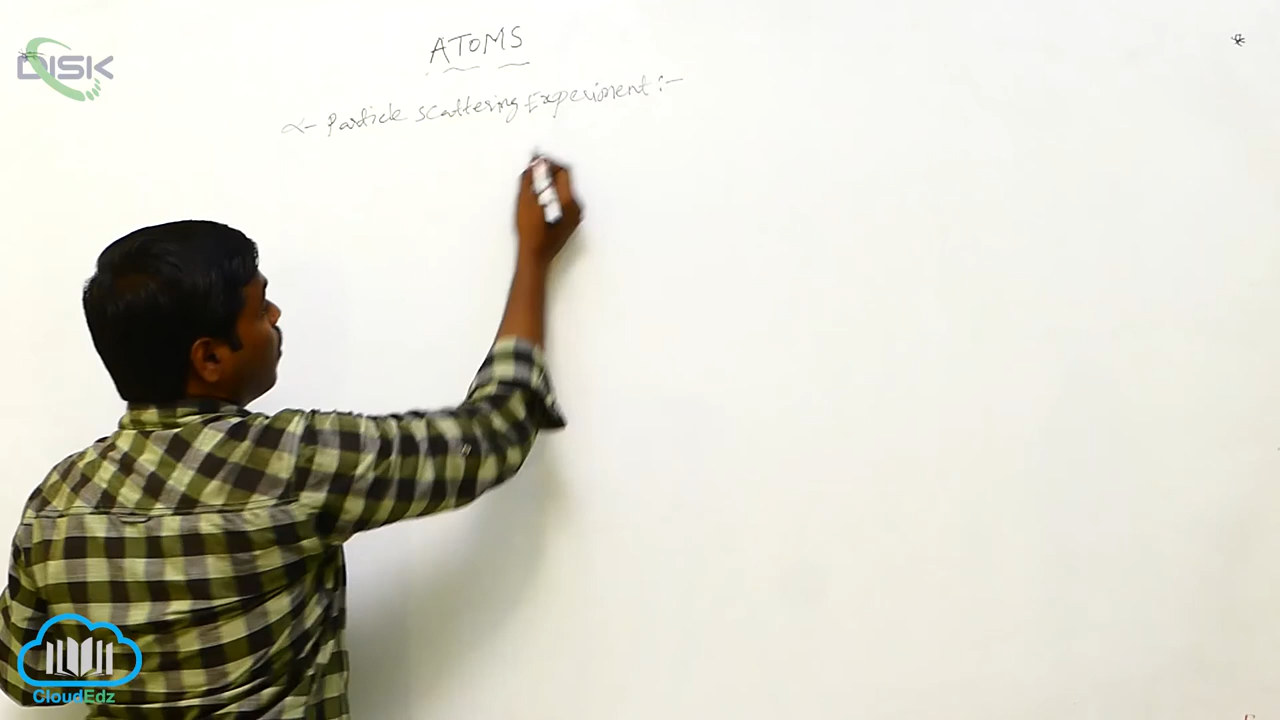 DISK
ATOMS
α- Particle scattering Experiment :-
CloudEdz